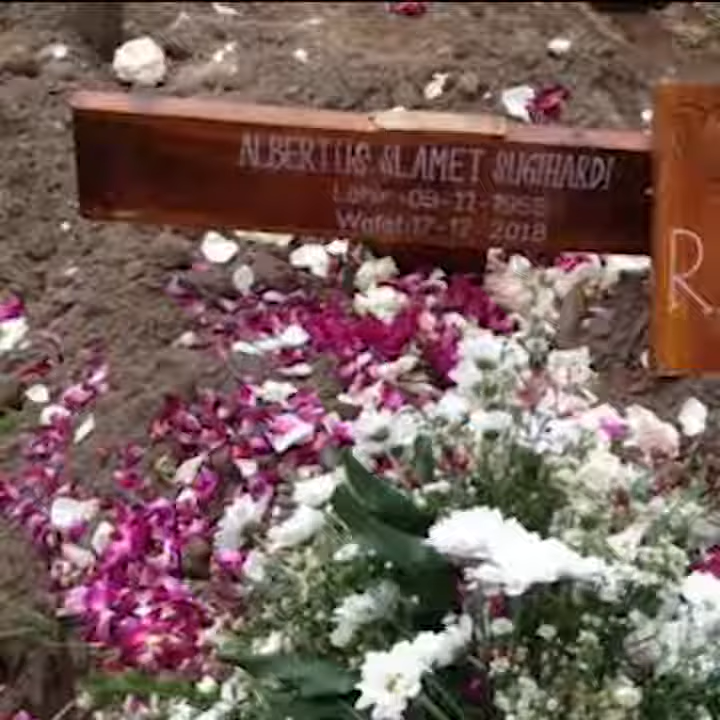 ALBERTUS SLAMET SUGIHARDI
Lahir :09-11-1955
Wafat:17-12-2018
R.